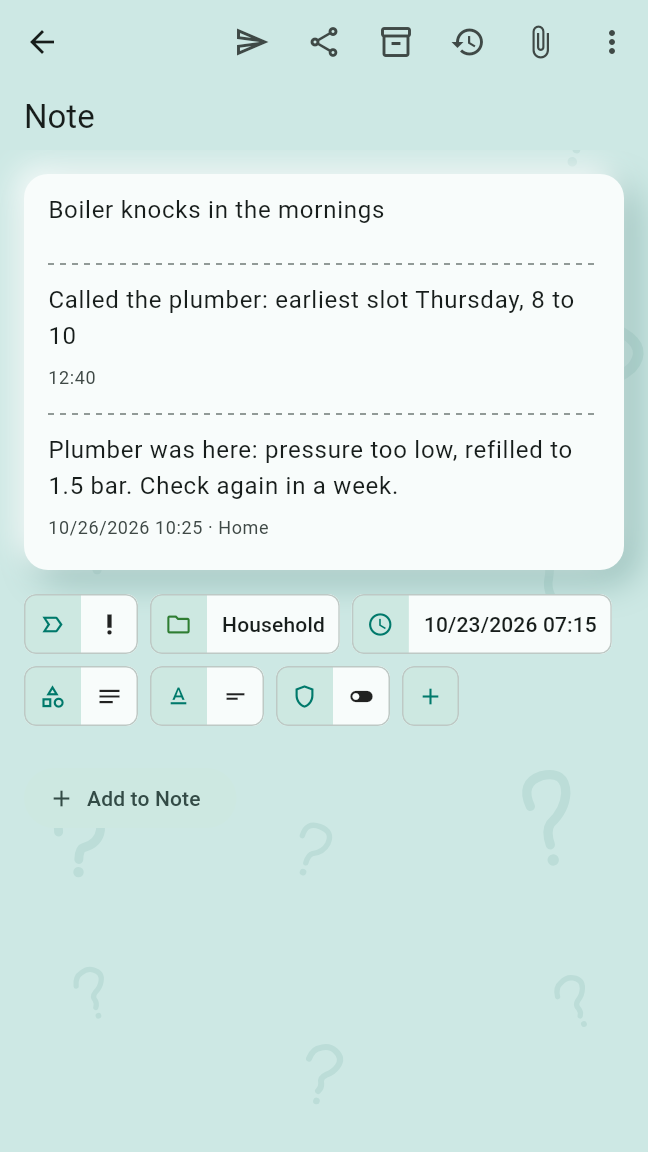 Note
Boiler knocks in the mornings
Called the plumber: earliest slot Thursday, 8 to
10
12:40
Plumber was here: pressure too low, refilled to
1.5 bar. Check again in a week.
10/26/2026 10:25 · Home
Household
10/23/2026 07:15
Add to Note